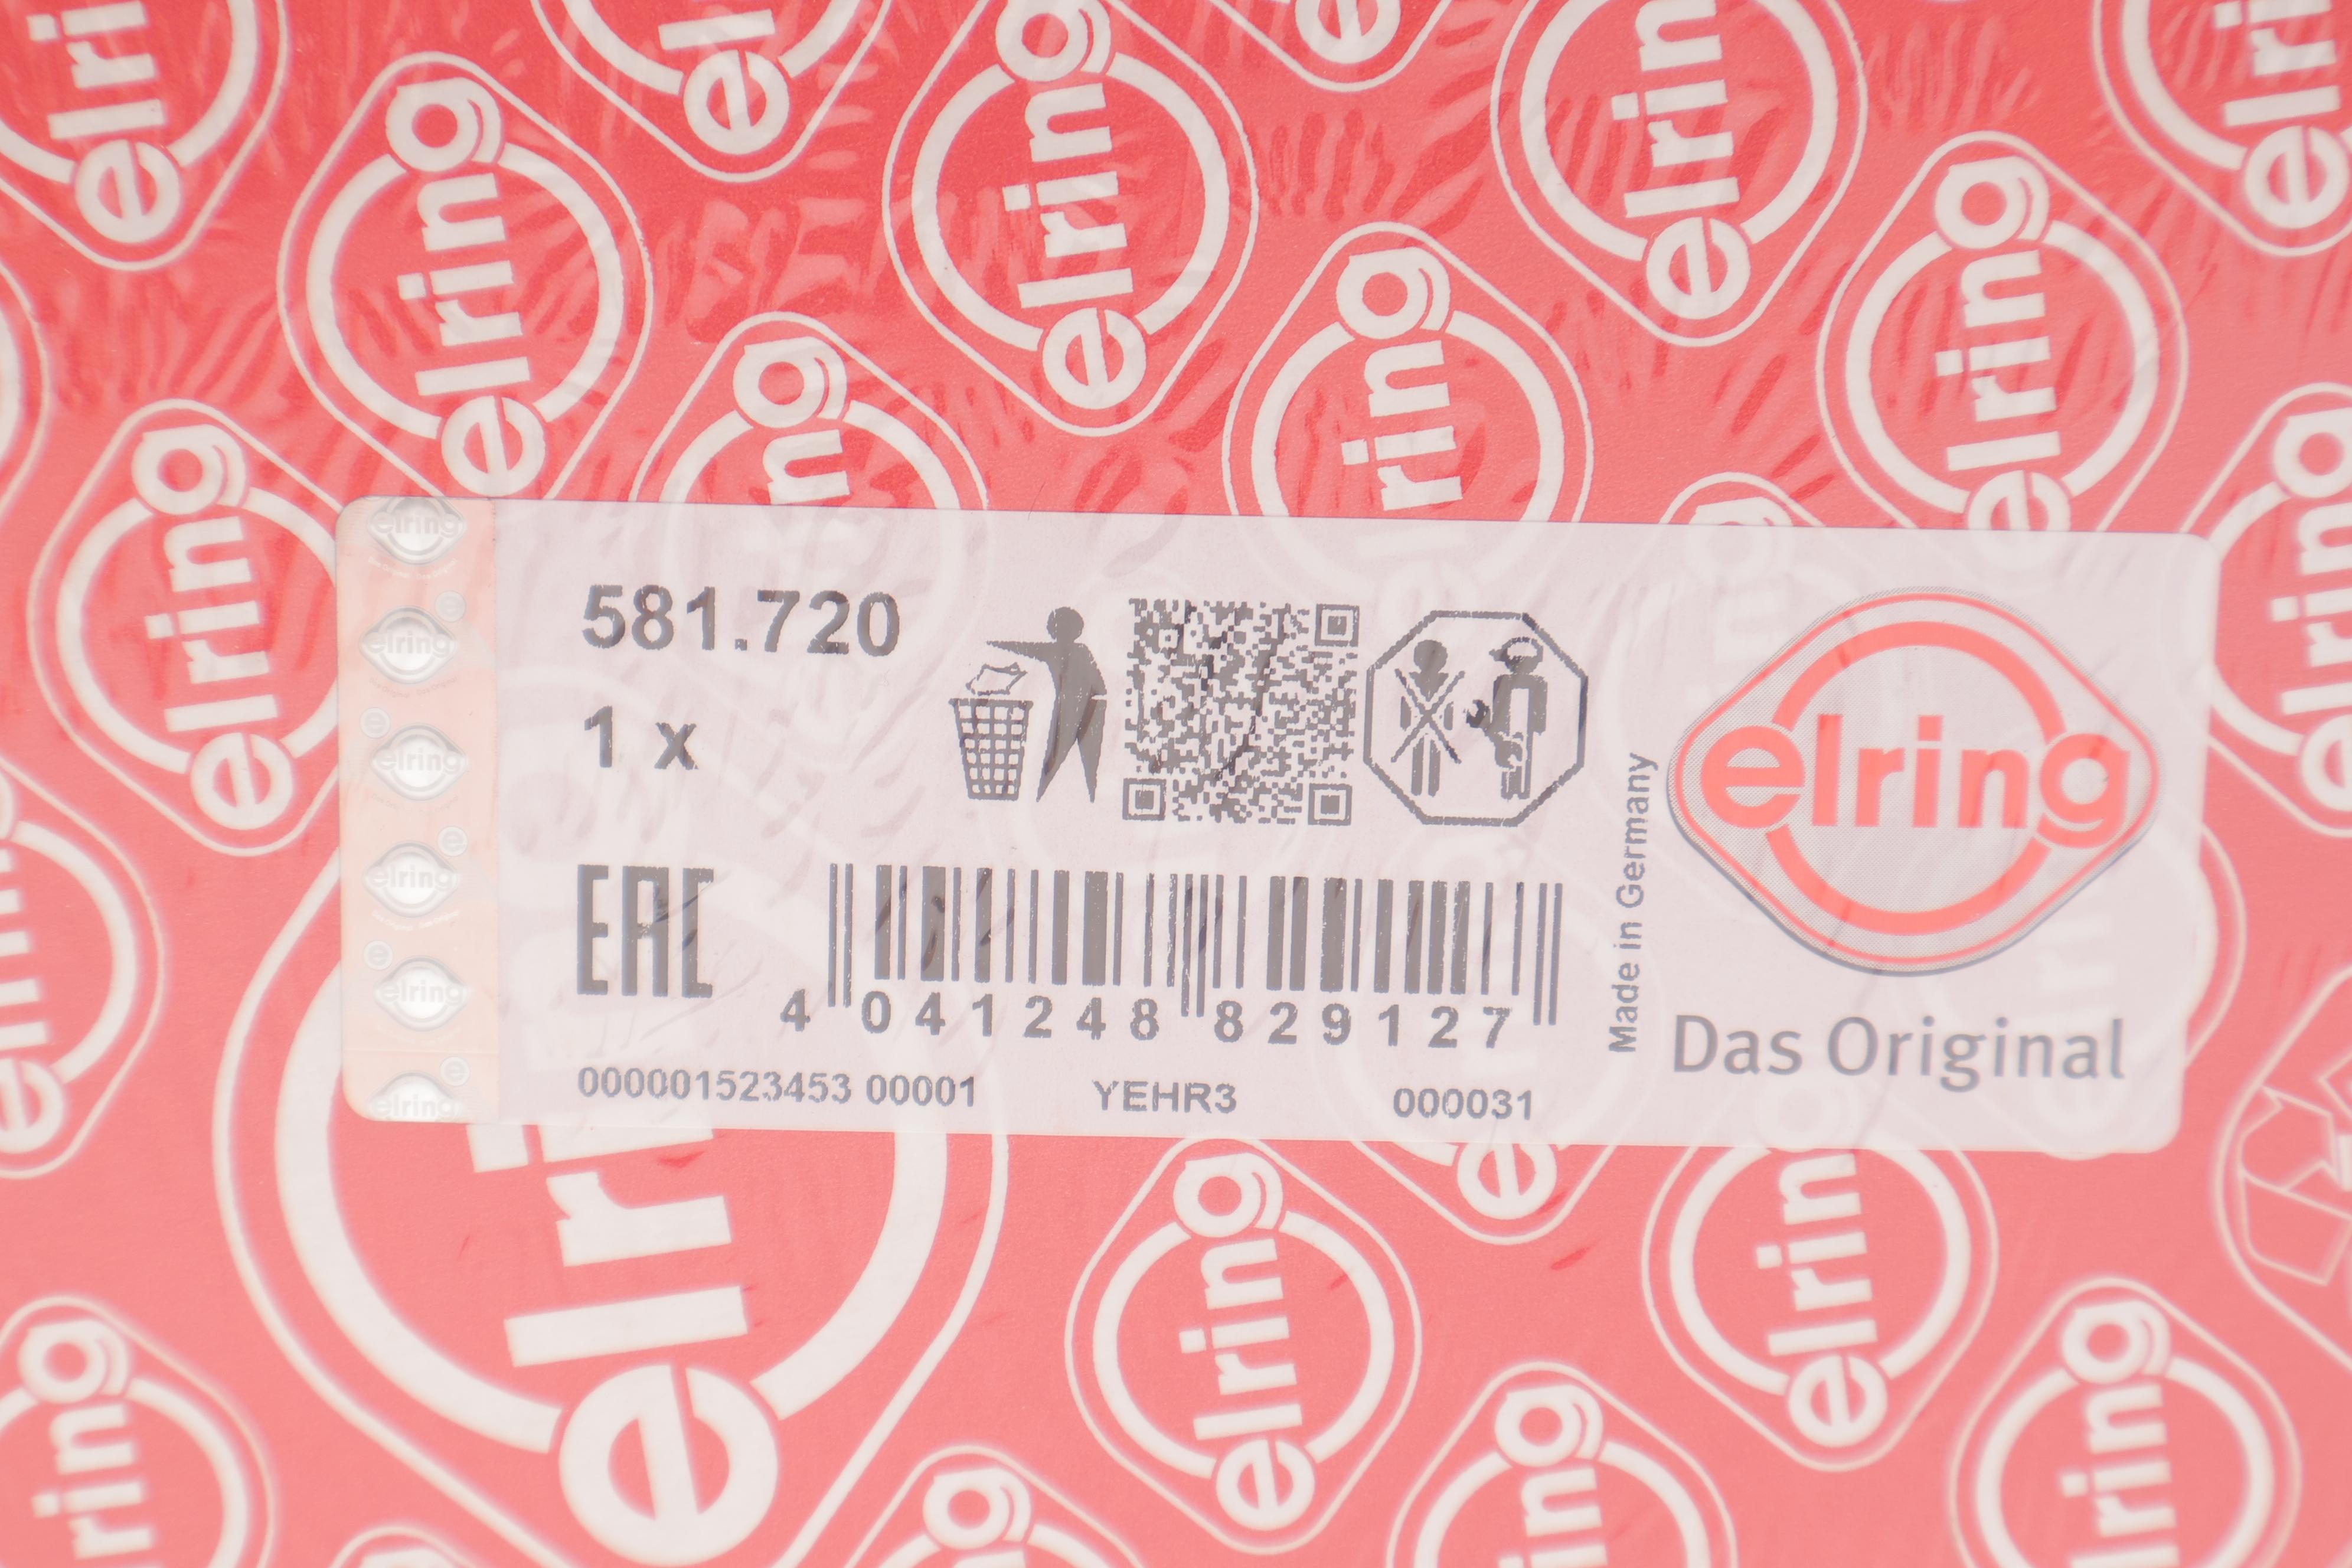 581.720
1 x
EAC
4 041248 829127
000001523453 00001 YEHR3 000031
Made in Germany
elring
Das Original